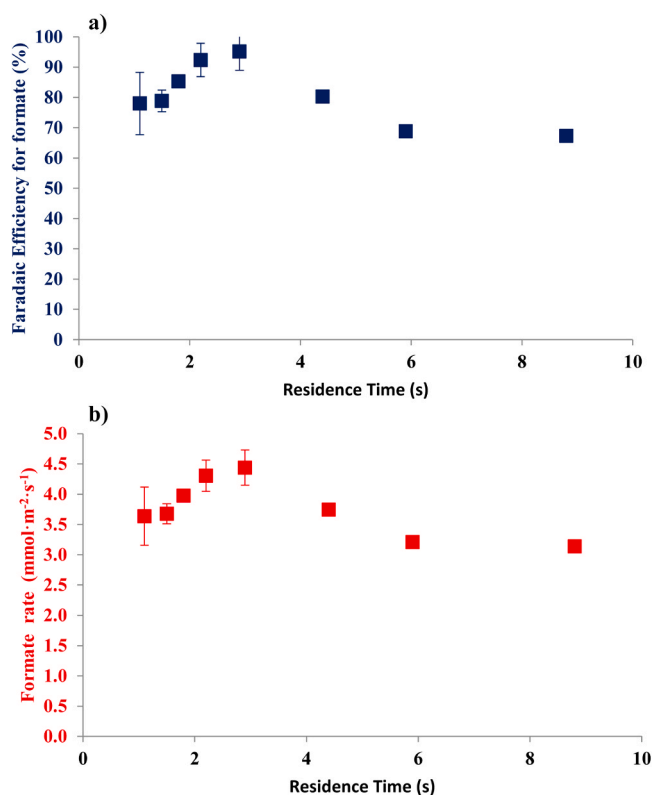 a)
Faradaic Efficiency for formate (%)
100
90
80
70
60
50
40
30
20
10
0
0 2 4 6 8 10
Residence Time (s)
b)
Formate rate (mmol·m⁻²·s⁻¹)
5.0
4.5
4.0
3.5
3.0
2.5
2.0
1.5
1.0
0.5
0.0
0 2 4 6 8 10
Residence Time (s)